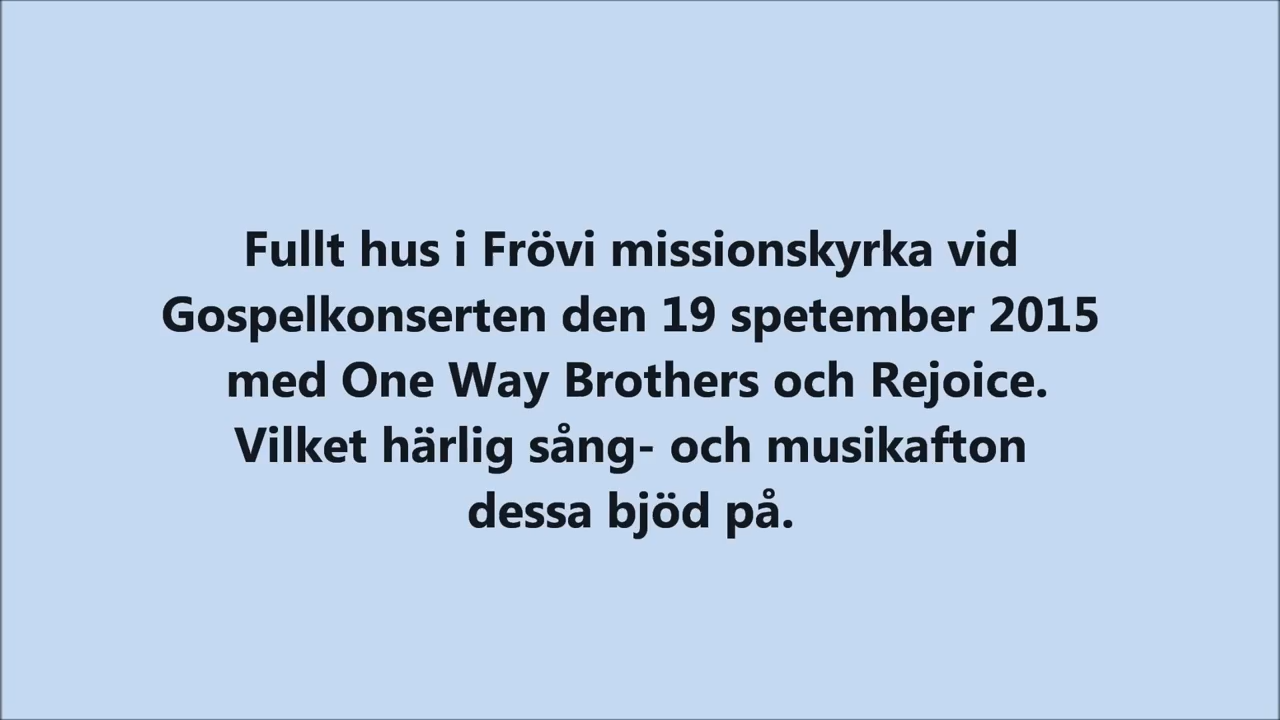 Fullt hus i Frövi missionskyrka vid
Gospelkonserten den 19 spetember 2015
med One Way Brothers och Rejoice.
Vilket härlig sång- och musikafton
dessa bjöd på.